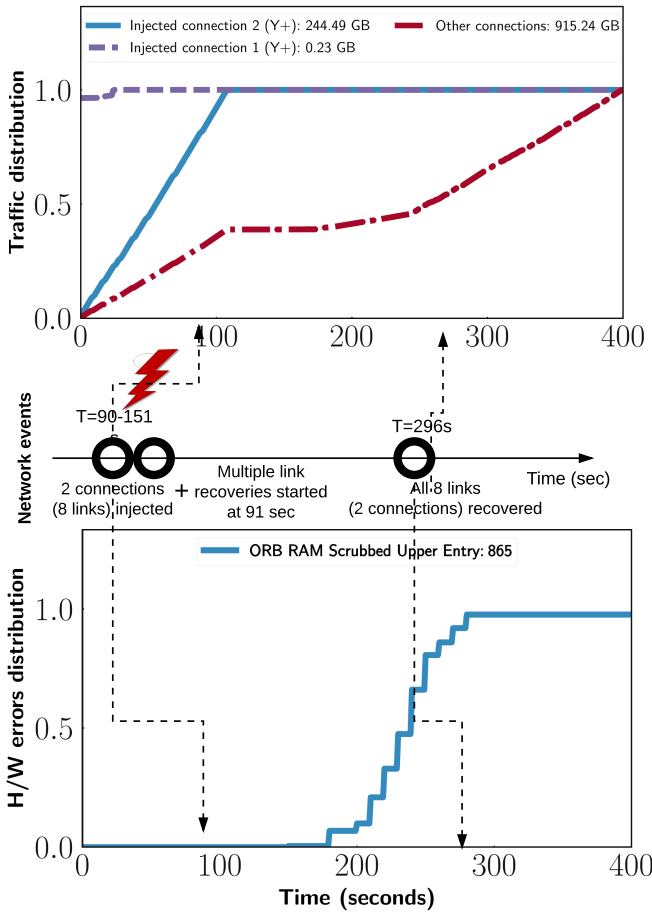 Injected connection 2 (Y+): 244.49 GB
Injected connection 1 (Y+): 0.23 GB
Other connections: 915.24 GB
Traffic distribution
1.0
0.5
0.0
0
100
200
300
400
Network events
T=90-151
s
T=296s
Time (sec)
2 connections
(8 links) injected
+
Multiple link
recoveries started
at 91 sec
All 8 links
(2 connections) recovered
ORB RAM Scrubbed Upper Entry: 865
H/W errors distribution
1.0
0.5
0.0
0
100
200
300
400
Time (seconds)